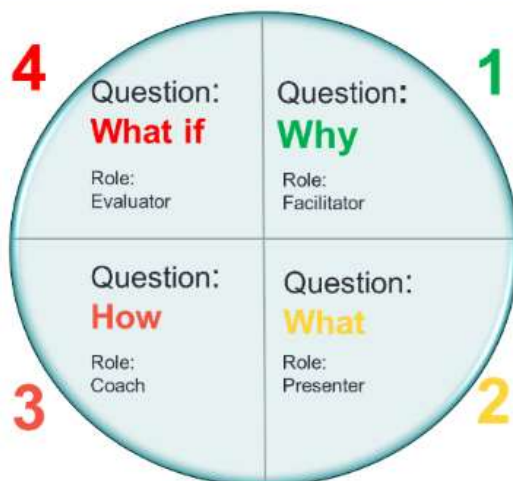 4
Question:
What if
Role:
Evaluator
1
Question:
Why
Role:
Facilitator
3
Question:
How
Role:
Coach
2
Question:
What
Role:
Presenter